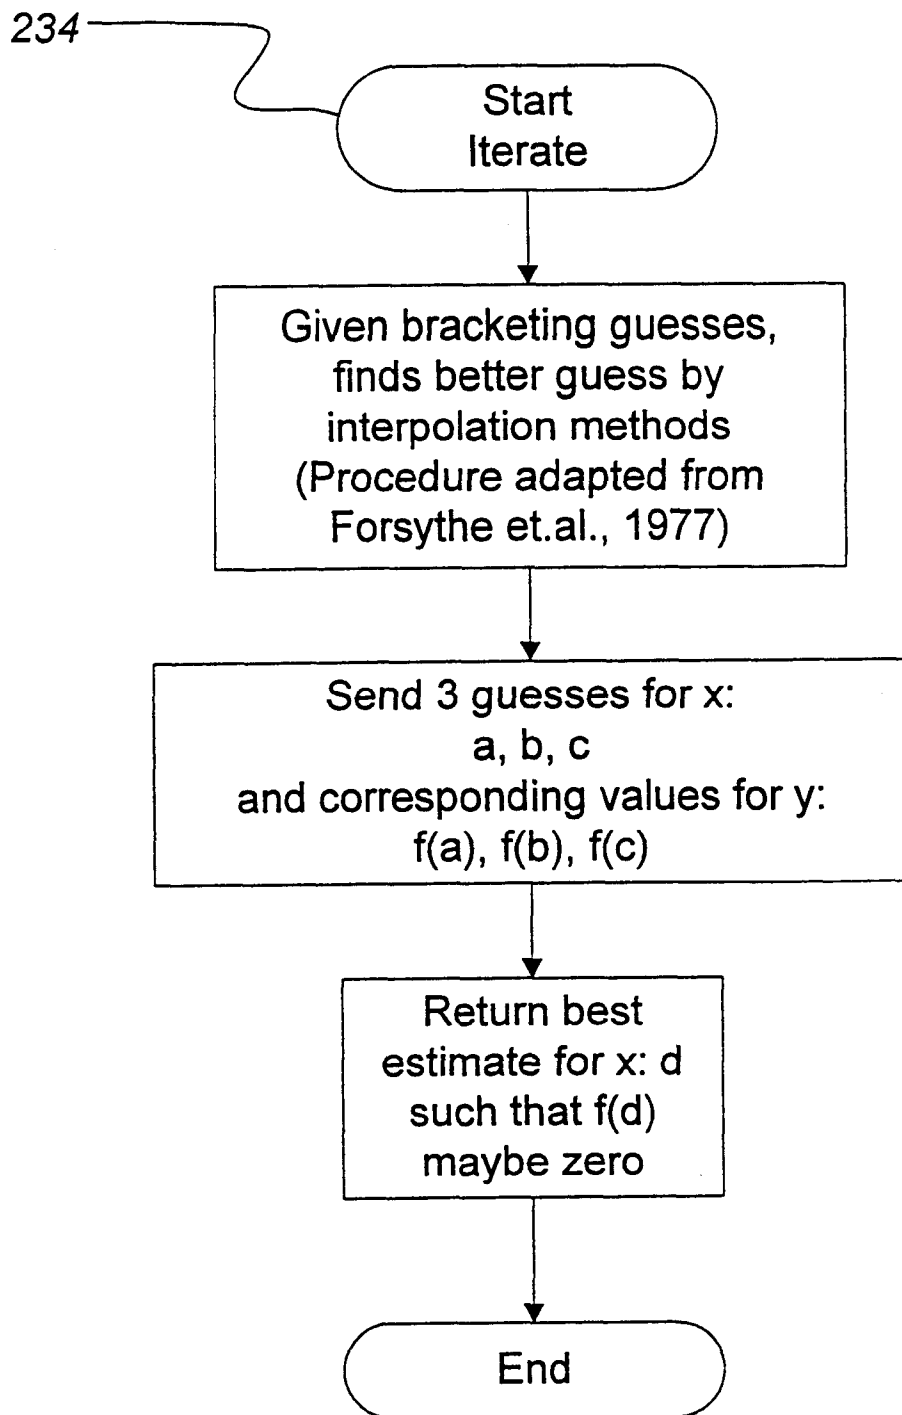 234
Start
Iterate
Given bracketing guesses,
finds better guess by
interpolation methods
(Procedure adapted from
Forsythe et.al., 1977)
Send 3 guesses for x:
a, b, c
and corresponding values for y:
f(a), f(b), f(c)
Return best
estimate for x: d
such that f(d)
maybe zero
End